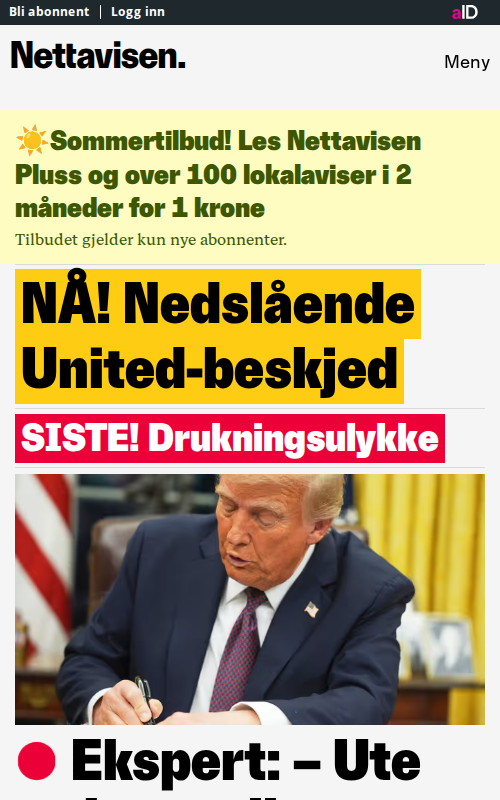 Bli abonnent | Logg inn
aID
Nettavisen.
Meny
☀️Sommertilbud! Les Nettavisen
Pluss og over 100 lokalaviser i 2
måneder for 1 krone
Tilbudet gjelder kun nye abonnenter.
NÅ! Nedslående
United-beskjed
SISTE! Drukningsulykke
Ekspert: – Ute